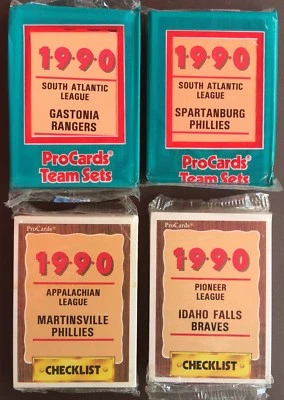 1990
SOUTH ATLANTIC
LEAGUE
GASTONIA
RANGERS
ProCards®
Team Sets
1990
SOUTH ATLANTIC
LEAGUE
SPARTANBURG
PHILLIES
ProCards®
Team Sets
ProCards®
1990
APPALACHIAN
LEAGUE
MARTINSVILLE
PHILLIES
CHECKLIST
ProCards®
1990
PIONEER
LEAGUE
IDAHO FALLS
BRAVES
CHECKLIST